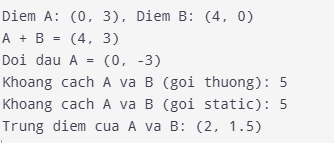 Diem A: (0, 3), Diem B: (4, 0)
A + B = (4, 3)
Doi dau A = (0, -3)
Khoang cach A va B (goi thuong): 5
Khoang cach A va B (goi static): 5
Trung diem cua A va B: (2, 1.5)